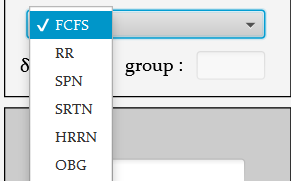 ✓ FCFS
RR
δ group :
SPN
SRTN
HRRN
OBG